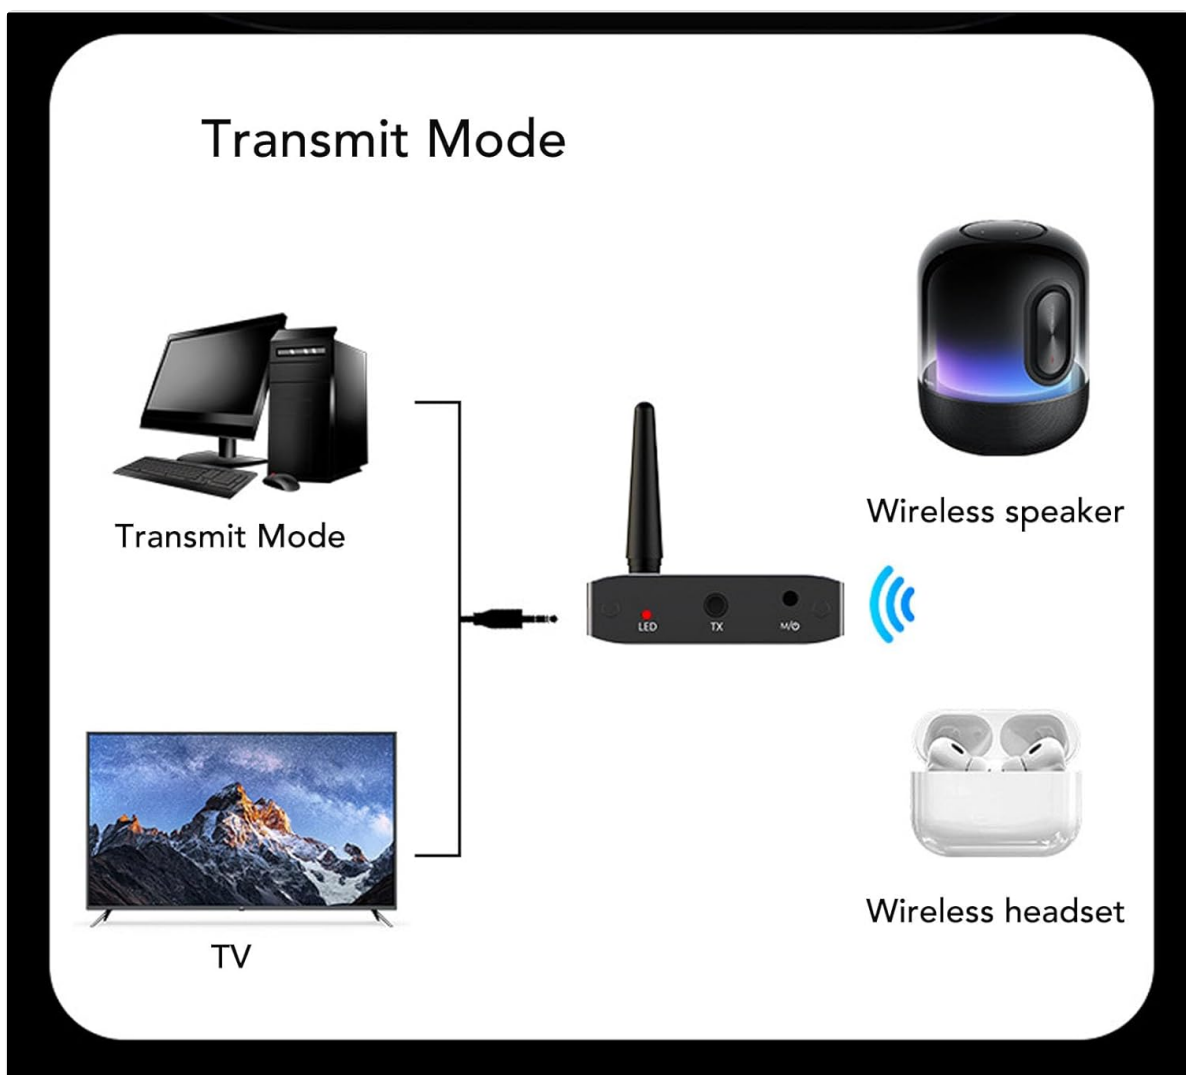 Transmit Mode
Wireless speaker
Transmit Mode
LED TX M/⏻
TV
Wireless headset